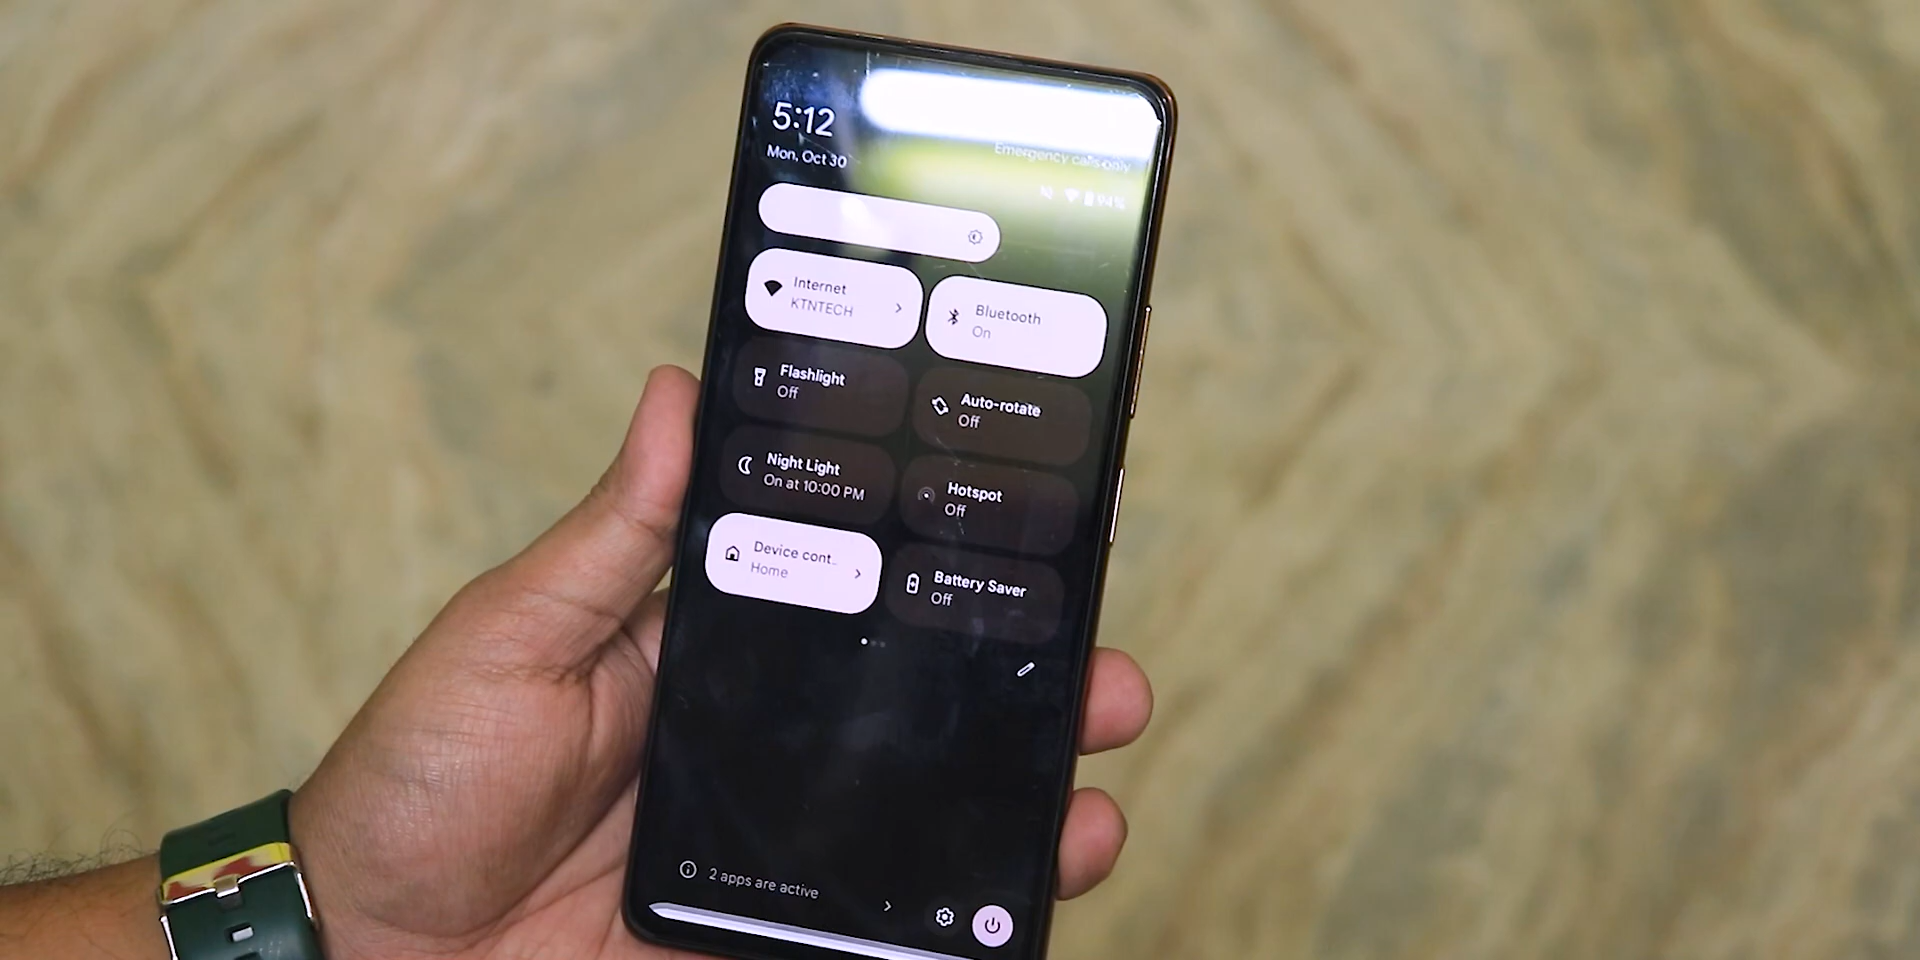 5:12
Mon, Oct 30
Emergency calls only
94%
Internet
KTNTECH
Bluetooth
On
Flashlight
Off
Auto-rotate
Off
Night Light
On at 10:00 PM
Hotspot
Off
Device cont..
Home
Battery Saver
Off
2 apps are active